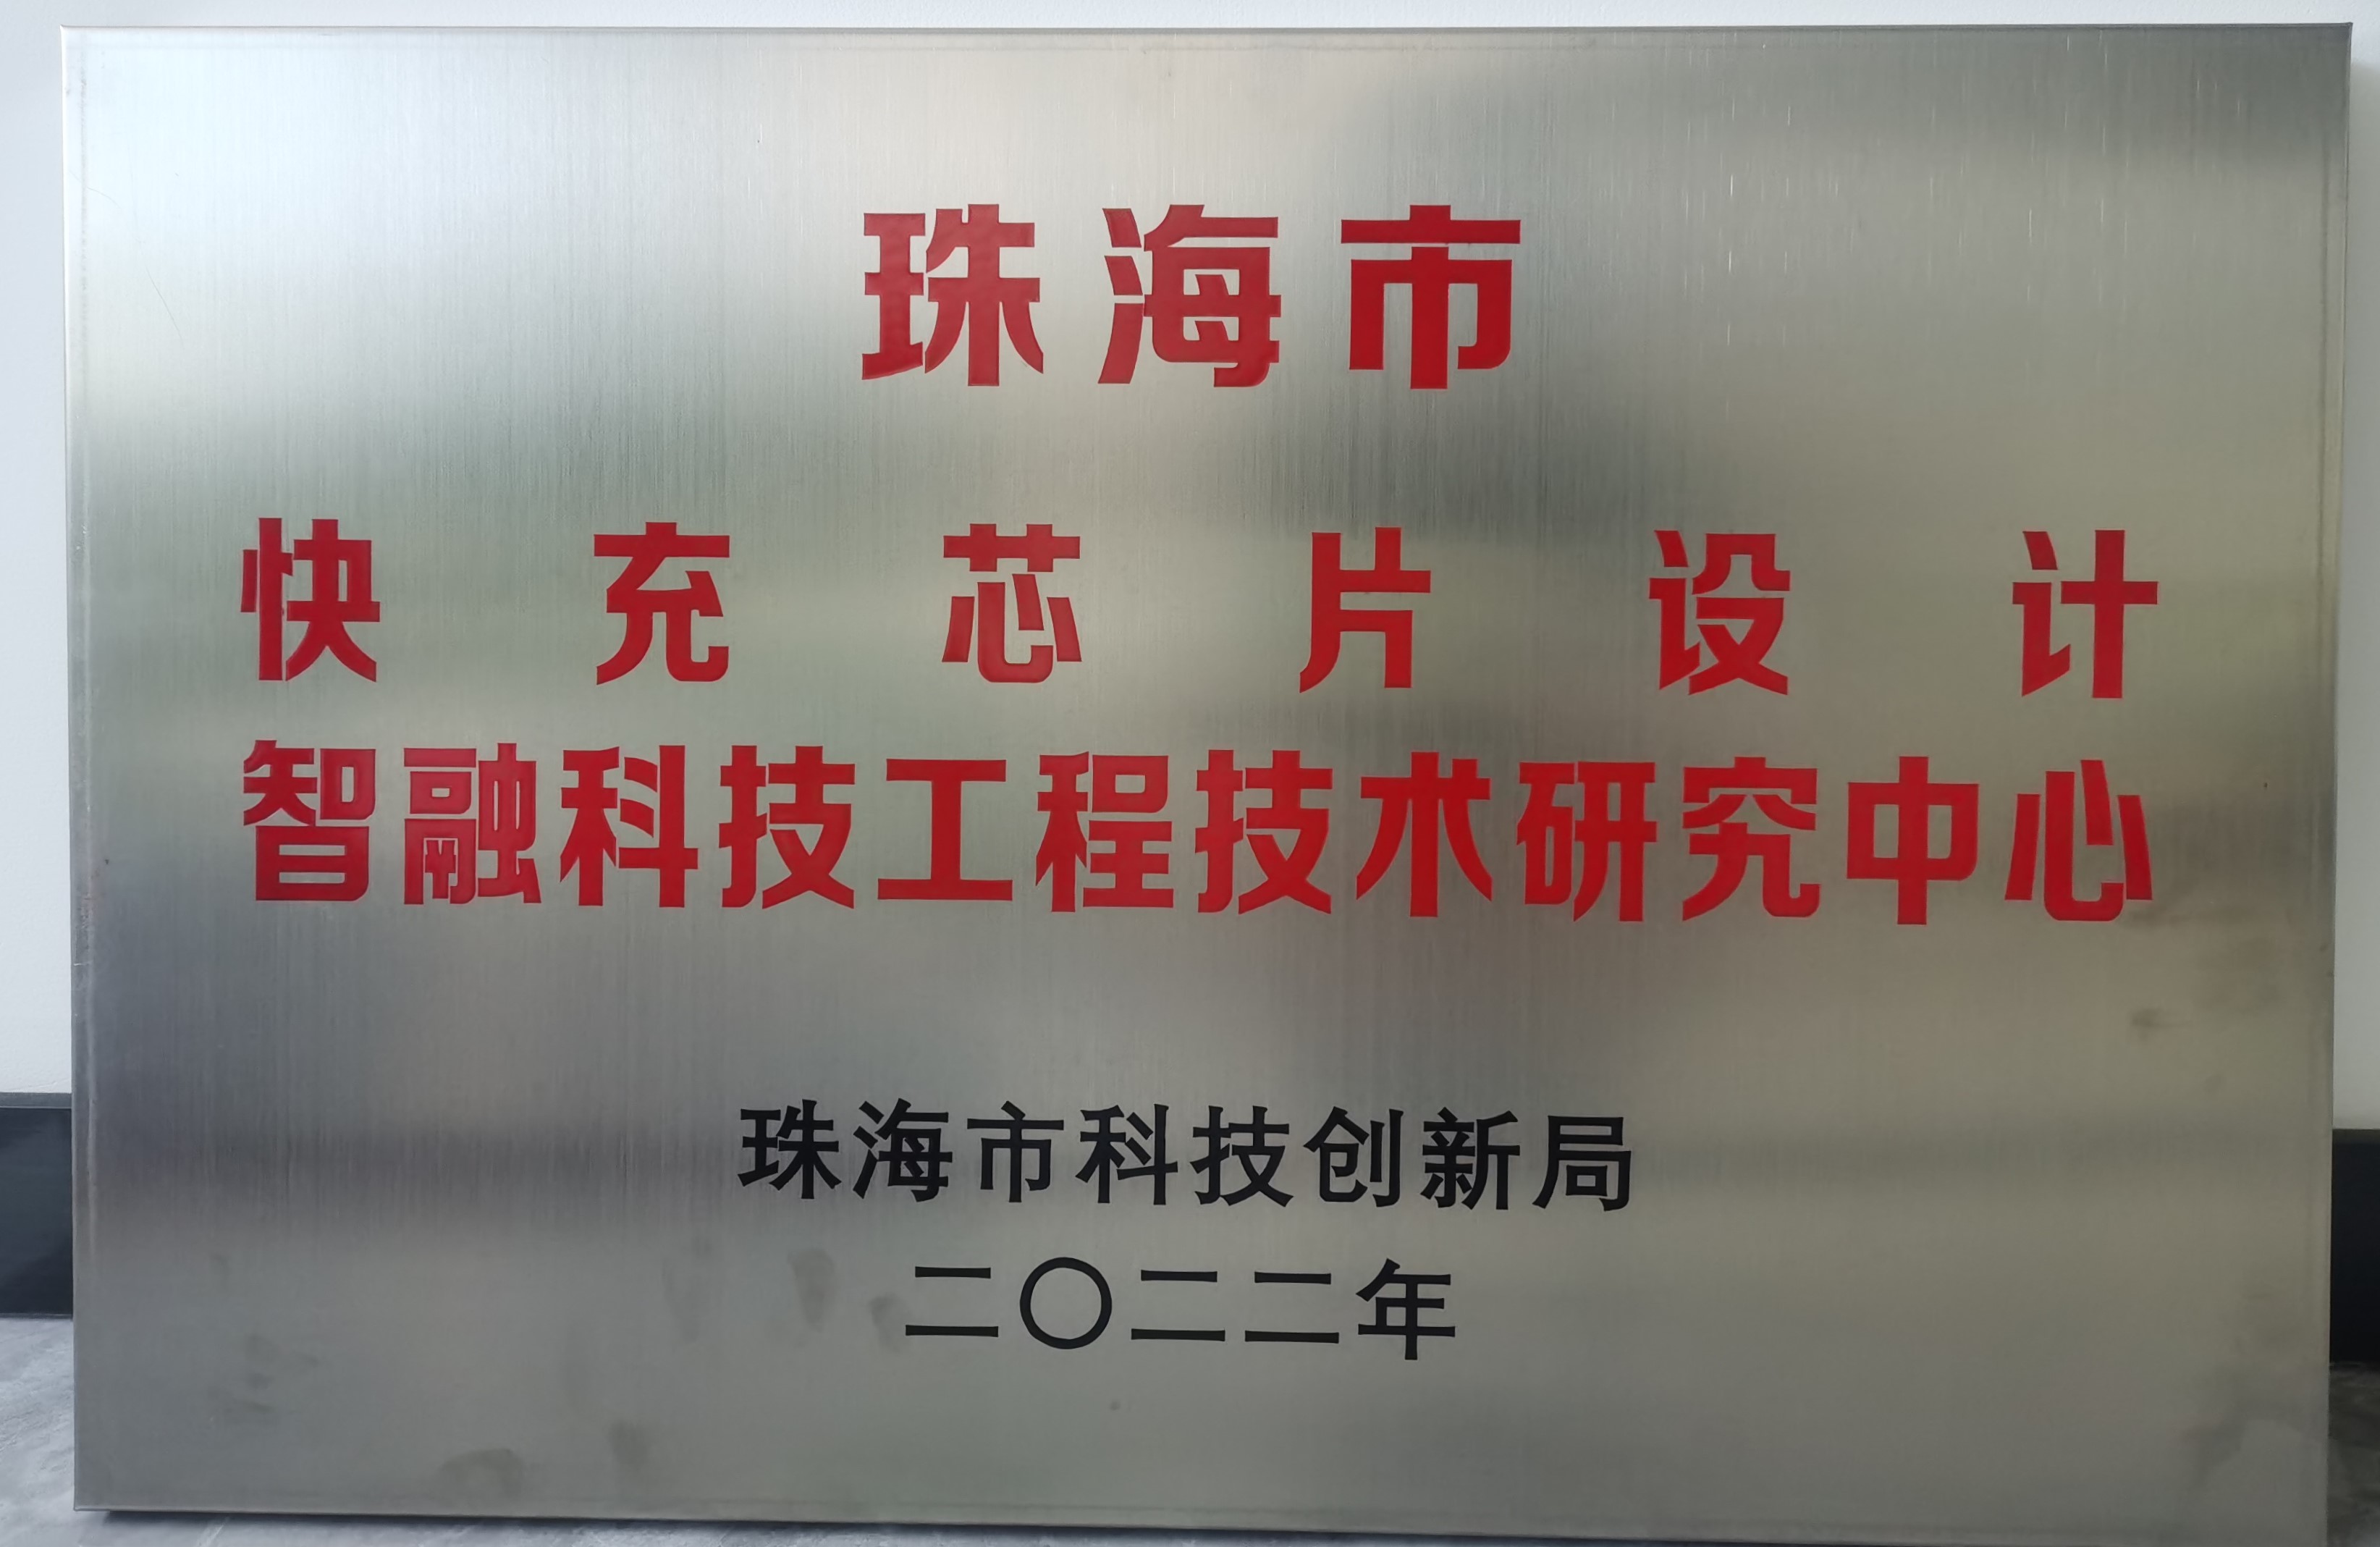 珠海市
快充芯片设计
智融科技工程技术研究中心
珠海市科技创新局
二〇二二年